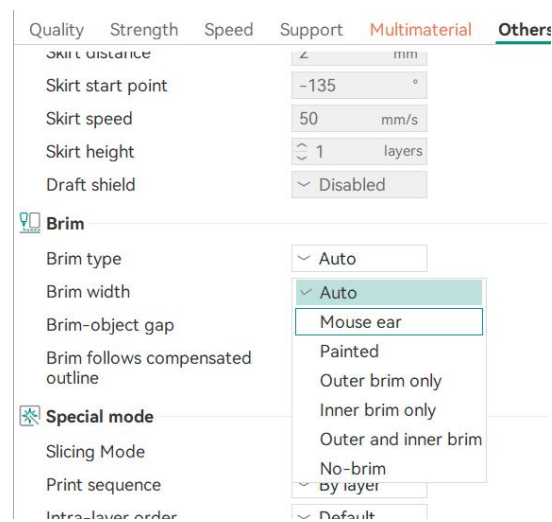 Quality Strength Speed Support Multimaterial Others
Skirt distance 2 mm
Skirt start point -135 °
Skirt speed 50 mm/s
Skirt height 1 layers
Draft shield Disabled
Brim
Brim type Auto
Brim width Auto
Mouse ear
Brim-object gap
Painted
Brim follows compensated
outline
Outer brim only
Inner brim only
Special mode
Outer and inner brim
Slicing Mode
No-brim
Print sequence By layer
Intra-layer order Default